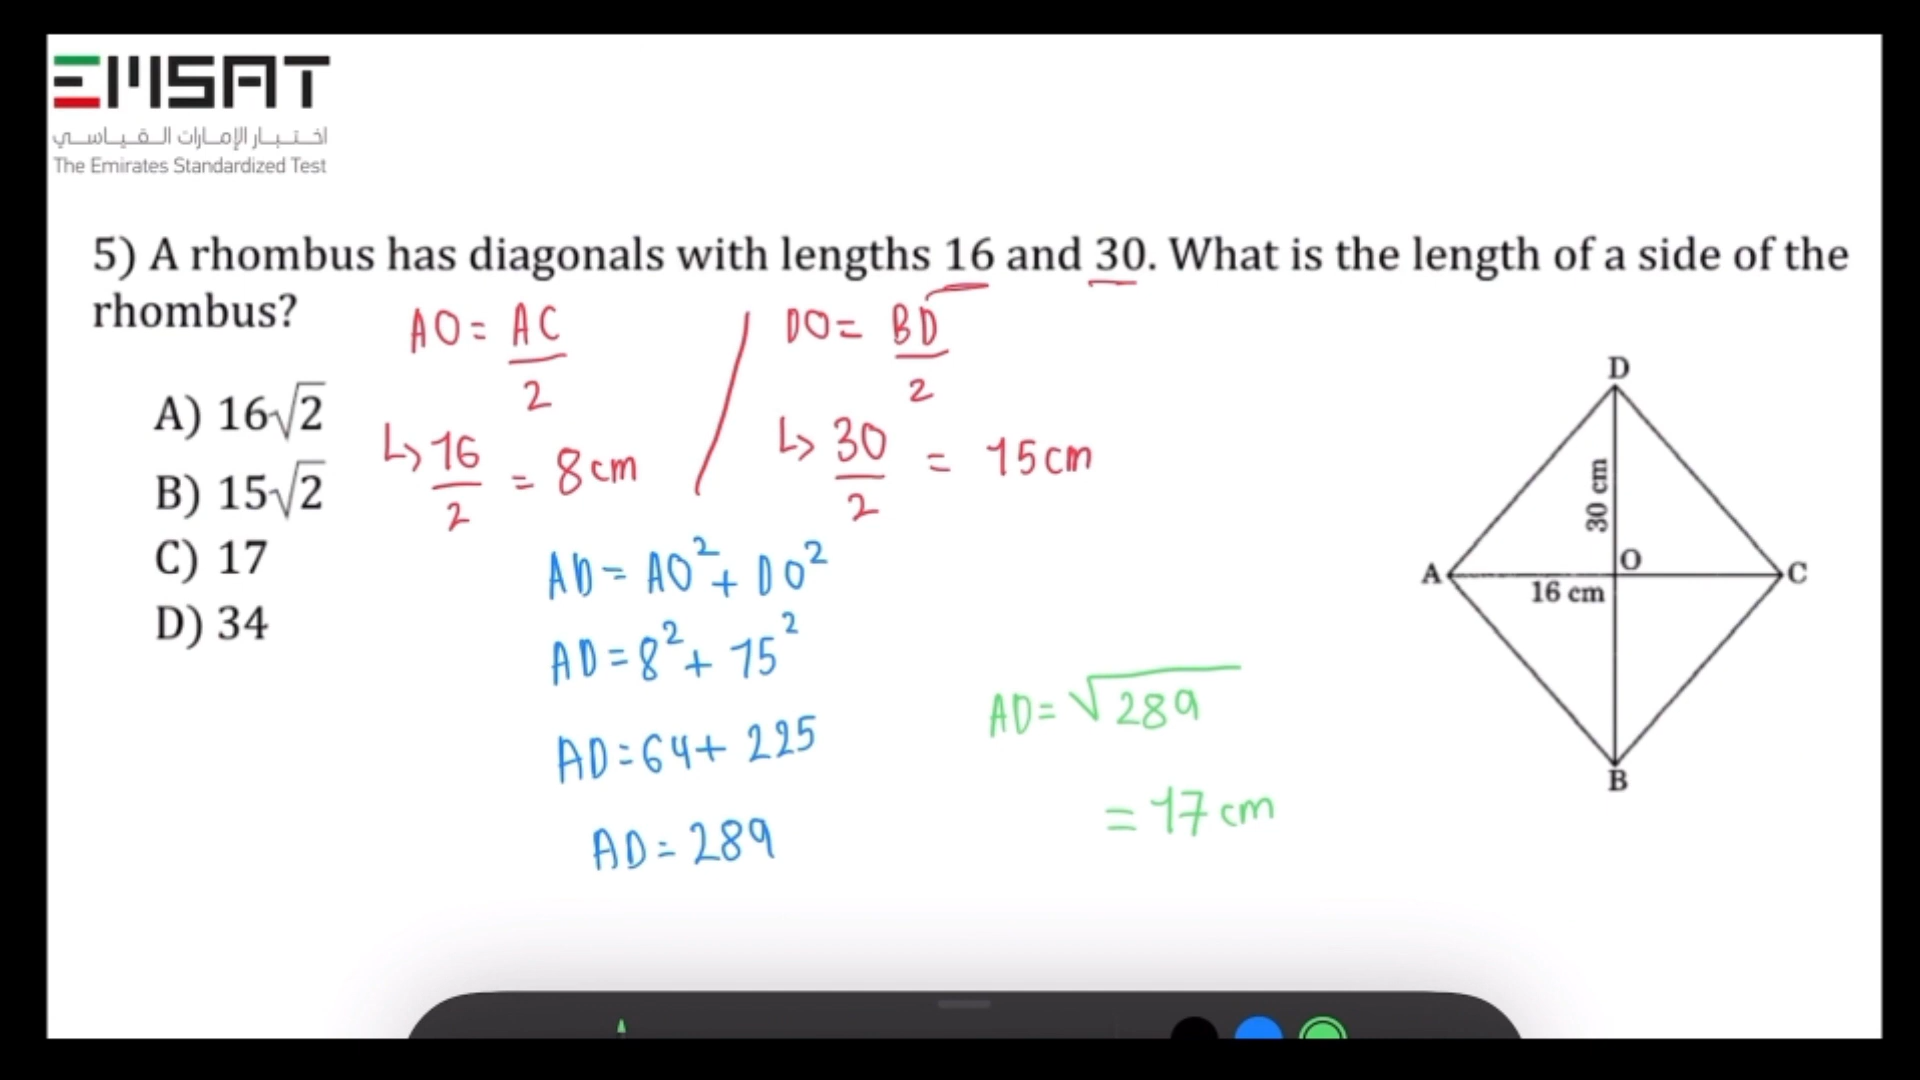 EMSAT
اختبار الإمارات القياسي
The Emirates Standardized Test
5) A rhombus has diagonals with lengths 16 and 30. What is the length of a side of the
rhombus?
A) 16√2
B) 15√2
C) 17
D) 34
AO = AC/2
↳ 16/2 = 8cm
DO = BD/2
↳ 30/2 = 15cm
AD = AO² + DO²
AD = 8² + 15²
AD = 64 + 225
AD = 289
AD = √289
= 17 cm
D
30 cm
O
A
C
16 cm
B